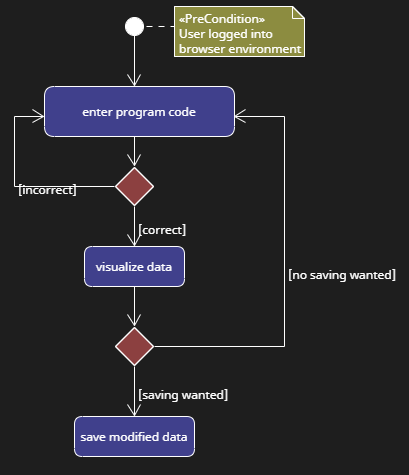 «PreCondition»
User logged into
browser environment
enter program code
[incorrect]
[correct]
visualize data
[no saving wanted]
[saving wanted]
save modified data